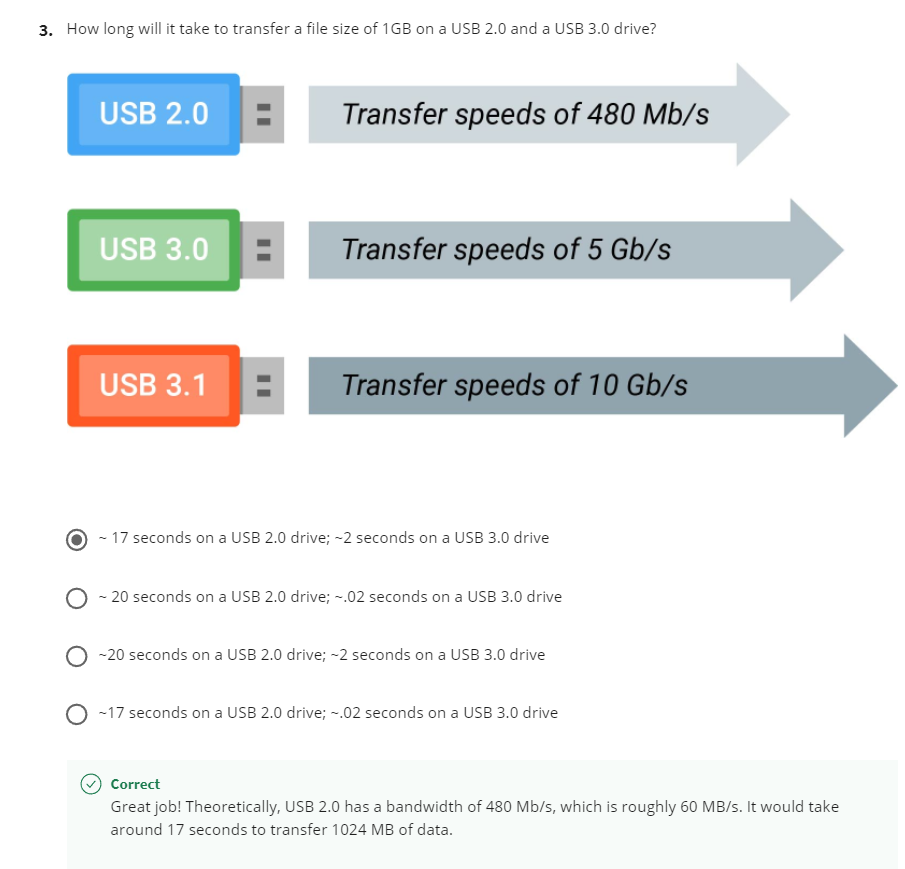 3. How long will it take to transfer a file size of 1GB on a USB 2.0 and a USB 3.0 drive?
USB 2.0
Transfer speeds of 480 Mb/s
USB 3.0
Transfer speeds of 5 Gb/s
USB 3.1
Transfer speeds of 10 Gb/s
~ 17 seconds on a USB 2.0 drive; ~2 seconds on a USB 3.0 drive
~ 20 seconds on a USB 2.0 drive; ~.02 seconds on a USB 3.0 drive
~20 seconds on a USB 2.0 drive; ~2 seconds on a USB 3.0 drive
~17 seconds on a USB 2.0 drive; ~.02 seconds on a USB 3.0 drive
Correct
Great job! Theoretically, USB 2.0 has a bandwidth of 480 Mb/s, which is roughly 60 MB/s. It would take
around 17 seconds to transfer 1024 MB of data.